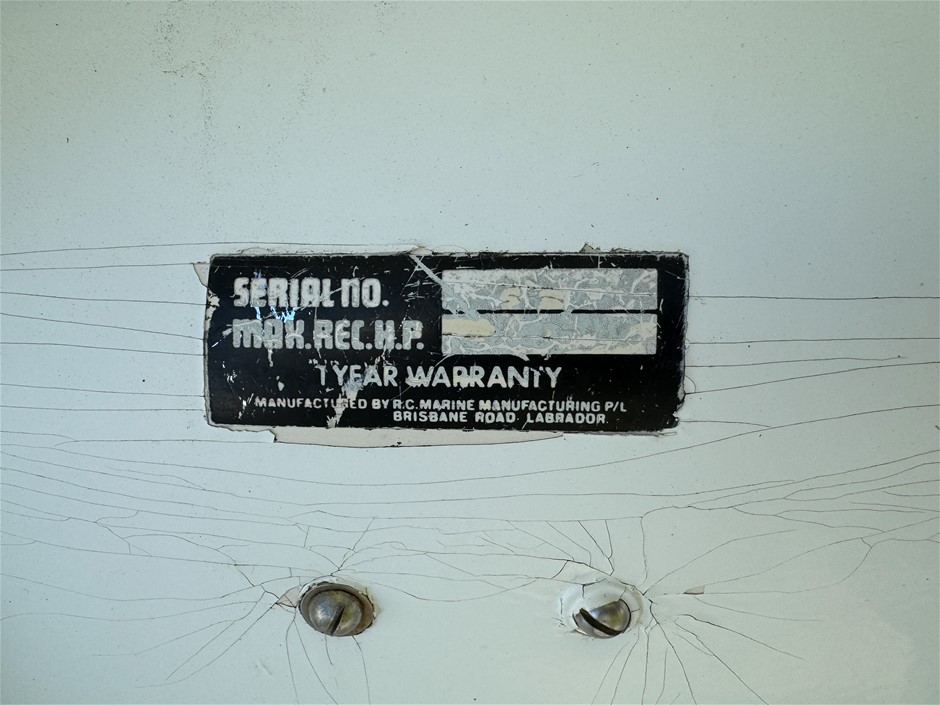 SERIAL NO.
MAX. REC. H.P.
1 YEAR WARRANTY
MANUFACTURED BY R.C. MARINE MANUFACTURING P/L
BRISBANE ROAD LABRADOR.